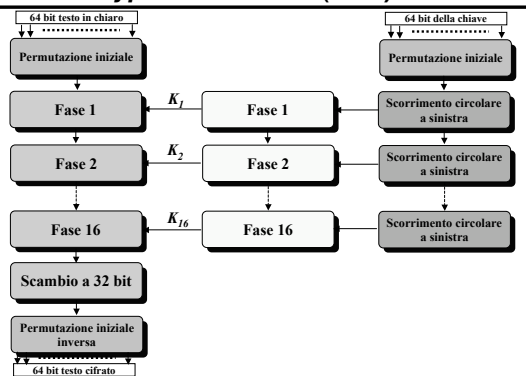 64 bit testo in chiaro
64 bit della chiave
Permutazione iniziale
Permutazione iniziale
Fase 1
K1
Fase 1
Scorrimento circolare
a sinistra
Fase 2
K2
Fase 2
Scorrimento circolare
a sinistra
Fase 16
K16
Fase 16
Scorrimento circolare
a sinistra
Scambio a 32 bit
Permutazione iniziale
inversa
64 bit testo cifrato